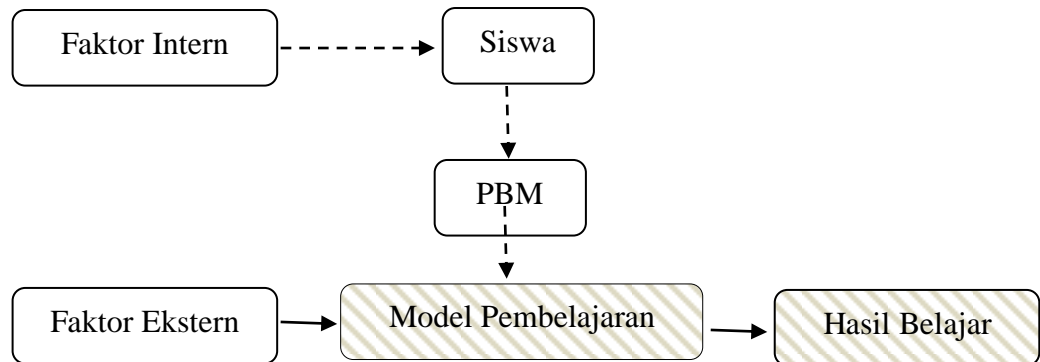 Faktor Intern
Siswa
PBM
Faktor Ekstern
Model Pembelajaran
Hasil Belajar